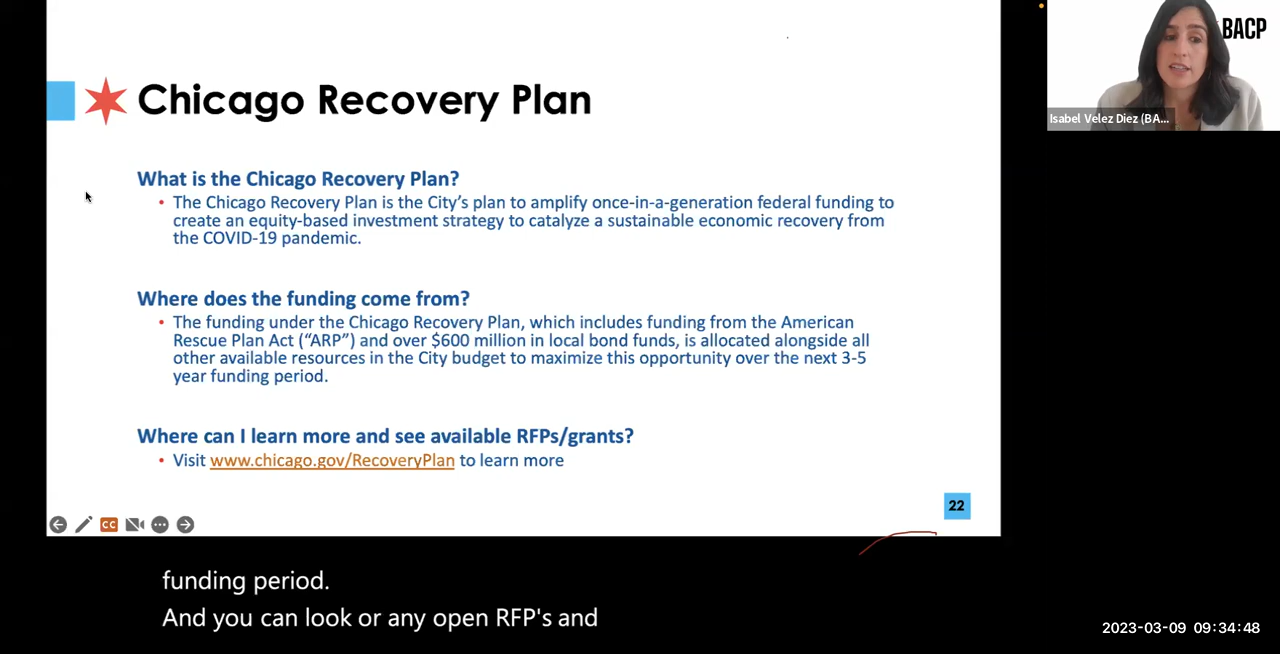 Chicago Recovery Plan
What is the Chicago Recovery Plan?
• The Chicago Recovery Plan is the City's plan to amplify once-in-a-generation federal funding to
create an equity-based investment strategy to catalyze a sustainable economic recovery from
the COVID-19 pandemic.
Where does the funding come from?
• The funding under the Chicago Recovery Plan, which includes funding from the American
Rescue Plan Act (“ARP”) and over $600 million in local bond funds, is allocated alongside all
other available resources in the City budget to maximize this opportunity over the next 3-5
year funding period.
Where can I learn more and see available RFPs/grants?
• Visit www.chicago.gov/RecoveryPlan to learn more
22
CC
BACP
Isabel Velez Diez (BA...
funding period.
And you can look or any open RFP's and
2023-03-09 09:34:48